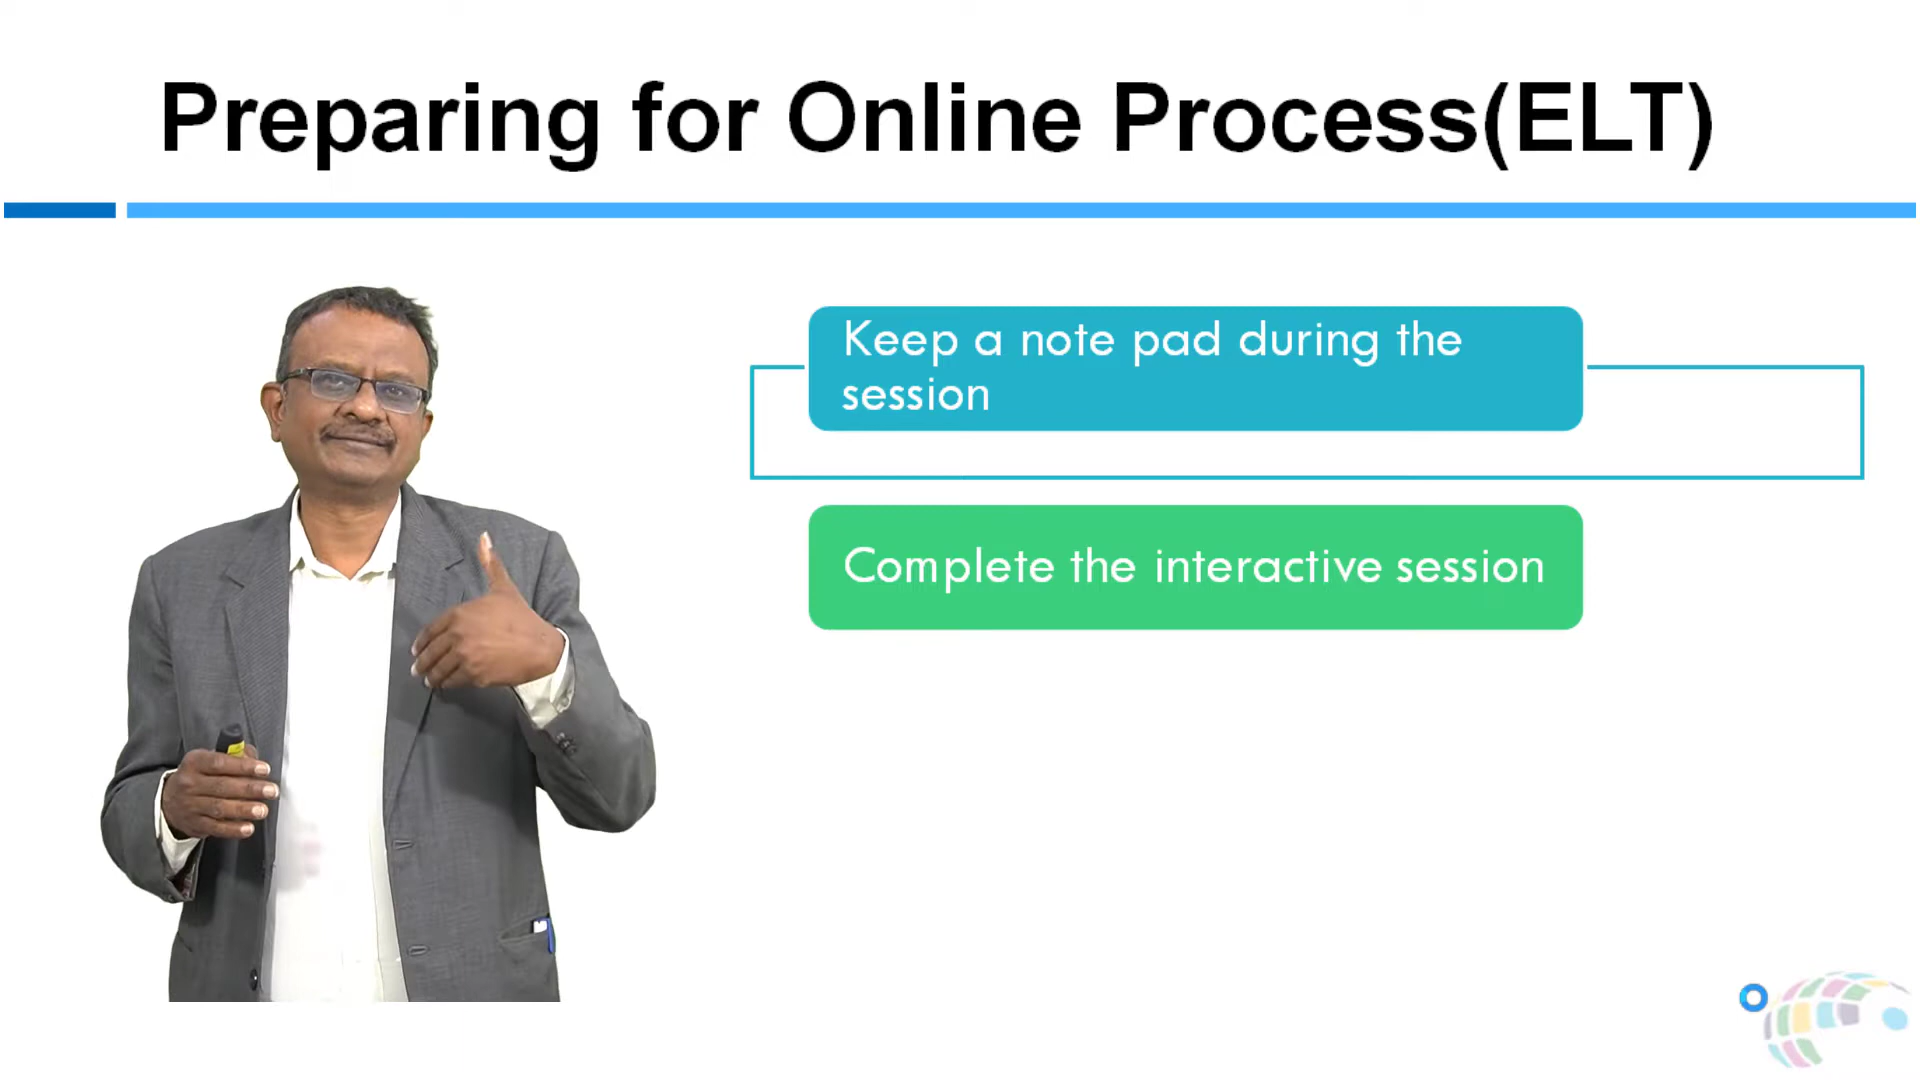 Preparing for Online Process(ELT)
Keep a note pad during the
session
Complete the interactive session